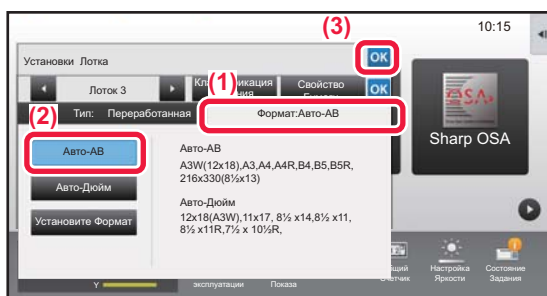 (3)
10:15
Установки Лотка
OK
Лоток 3
(1)
Свойство
OK
(2)
Тип: Переработанная
Формат:Авто-AB
Авто-AB
Авто-Дюйм
Установите Формат
Авто-AB
A3W(12x18),A3,A4,A4R,B4,B5,B5R,
216x330(8½x13)
Авто-Дюйм
12x18(A3W),11x17, 8½ x14,8½ x11,
8½ x11R,7½ x 10½R,
OSA
Sharp OSA
Y
эксплуатации
Показа
Счетчик
Настройка
Яркости
Состояние
Задания